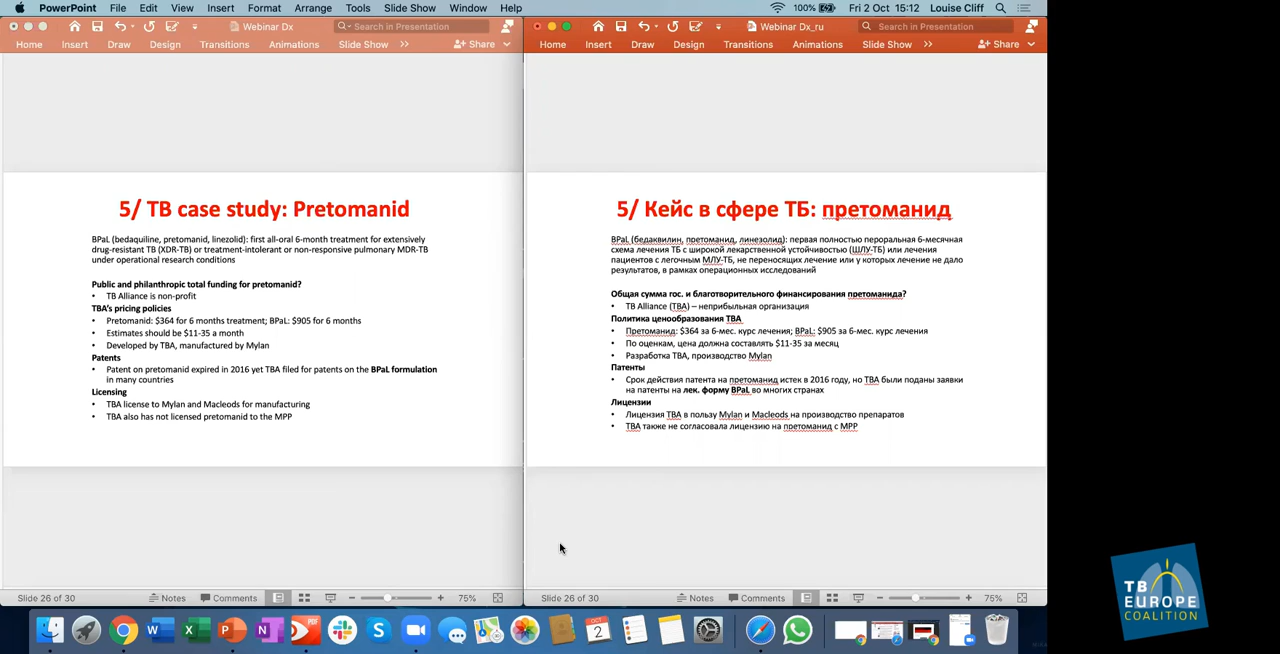 PowerPoint File Edit View Insert Format Arrange Tools Slide Show Window Help
100% Fri 2 Oct 15:12 Louise Cliff
Webinar Dx
Search in Presentation
Home Insert Draw Design Transitions Animations Slide Show >> Share
5/ TB case study: Pretomanid
BPaL (bedaquiline, pretomanid, linezolid): first all-oral 6-month treatment for extensively
drug-resistant TB (XDR-TB) or treatment-intolerant or non-responsive pulmonary MDR-TB
under operational research conditions
Public and philanthropic total funding for pretomanid?
• TB Alliance is non-profit
TBA's pricing policies
• Pretomanid: $364 for 6 months treatment; BPaL: $905 for 6 months
• Estimates should be $11-35 a month
• Developed by TBA, manufactured by Mylan
Patents
• Patent on pretomanid expired in 2016 yet TBA filed for patents on the BPaL formulation
in many countries
Licensing
• TBA license to Mylan and Macleods for manufacturing
• TBA also has not licensed pretomanid to the MPP
Slide 26 of 30 Notes Comments 75%
Webinar Dx_ru
Search in Presentation
Home Insert Draw Design Transitions Animations Slide Show >> Share
5/ Кейс в сфере ТБ: претоманид
BPaL (бедаквилин, претоманид, линезолид): первая полностью пероральная 6-месячная
схема лечения ТБ с широкой лекарственной устойчивостью (ШЛУ-ТБ) или лечения
пациентов с легочным МЛУ-ТБ, не переносящих лечение или у которых лечение не дало
результатов, в рамках операционных исследований
Общая сумма гос. и благотворительного финансирования претоманида?
• TB Alliance (TBA) – неприбыльная организация
Политика ценообразования TBA
• Претоманид: $364 за 6-мес. курс лечения; BPaL: $905 за 6-мес. курс лечения
• По оценкам, цена должна составлять $11-35 за месяц
• Разработка TBA, производство Mylan
Патенты
• Срок действия патента на претоманид истек в 2016 году, но TBA были поданы заявки
на патенты на лек. форму BPaL во многих странах
Лицензии
• Лицензия TBA в пользу Mylan и Macleods на производство препаратов
• TBA также не согласовала лицензию на претоманид с MPP
Slide 26 of 30 Notes Comments 75%
OCT
2
TB
EUROPE
COALITION